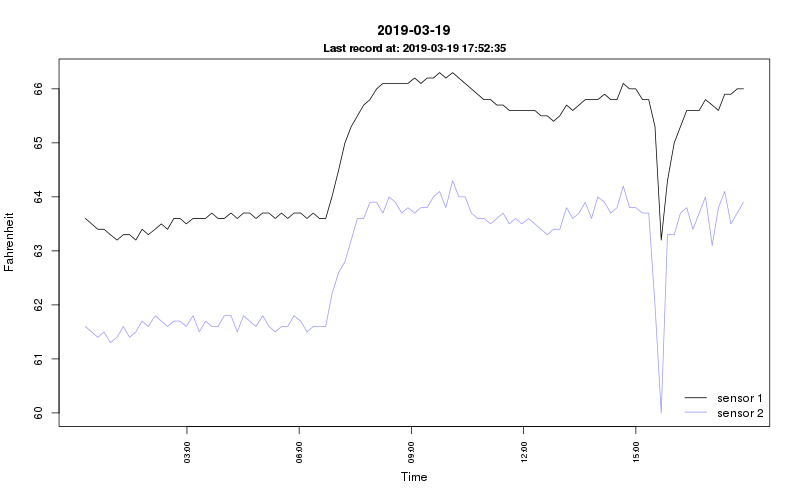 2019-03-19
Last record at: 2019-03-19 17:52:35
Fahrenheit
66
65
64
63
62
61
60
sensor 1
sensor 2
03:00
06:00
09:00
12:00
15:00
Time